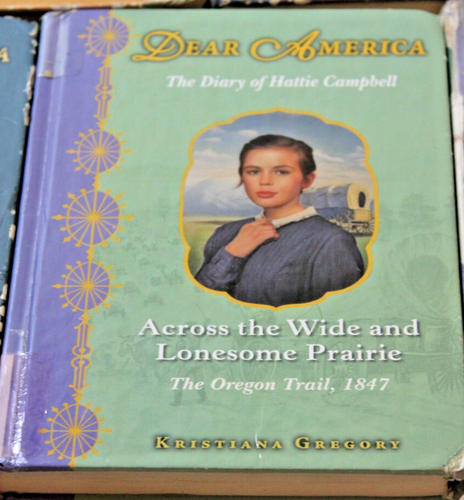 DEAR AMERICA
The Diary of Hattie Campbell
ACROSS THE WIDE AND
LONESOME PRAIRIE
The Oregon Trail, 1847
KRISTIANA GREGORY